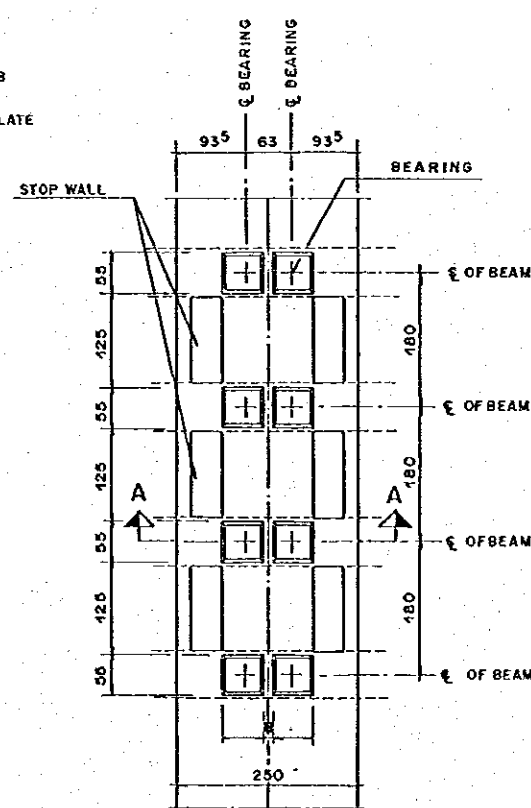 ℄ BEARING
℄ BEARING
LATE
93⁵ 63 93⁵
BEARING
STOP WALL
55
℄ OF BEAM
125
180
55
℄ OF BEAM
125
180
A
A
55
℄ OF BEAM
125
180
55
℄ OF BEAM
250